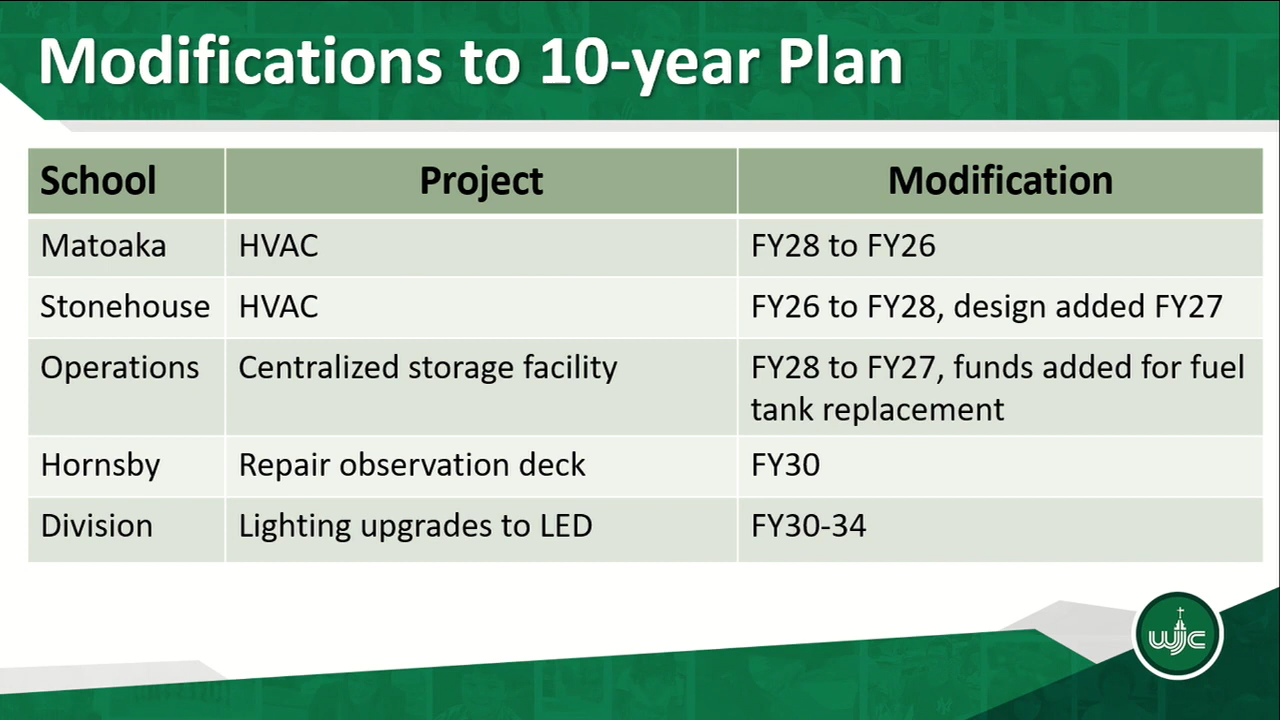 Modifications to 10-year Plan
School Project Modification
Matoaka HVAC FY28 to FY26
Stonehouse HVAC FY26 to FY28, design added FY27
Operations Centralized storage facility FY28 to FY27, funds added for fuel
tank replacement
Hornsby Repair observation deck FY30
Division Lighting upgrades to LED FY30-34
WJC